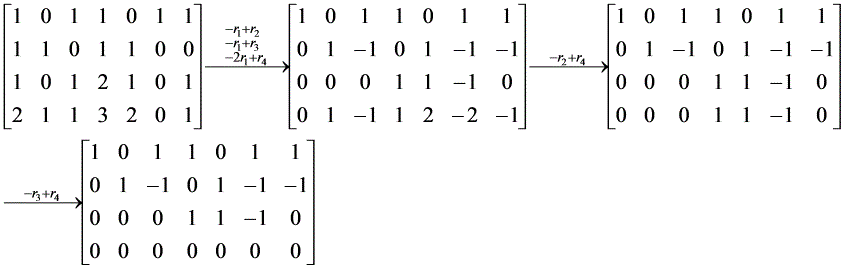 [1 0 1 1 0 1 1] −r₁+r₂ [1 0 1 1 0 1 1] [1 0 1 1 0 1 1]
[1 1 0 1 1 0 0] −r₁+r₃ [0 1 −1 0 1 −1 −1] −r₂+r₄ [0 1 −1 0 1 −1 −1]
[1 0 1 2 1 0 1] −2r₁+r₄ [0 0 0 1 1 −1 0] [0 0 0 1 1 −1 0]
[2 1 1 3 2 0 1] → [0 1 −1 1 2 −2 −1] → [0 0 0 1 1 −1 0]
[1 0 1 1 0 1 1]
−r₃+r₄ [0 1 −1 0 1 −1 −1]
→ [0 0 0 1 1 −1 0]
[0 0 0 0 0 0 0]